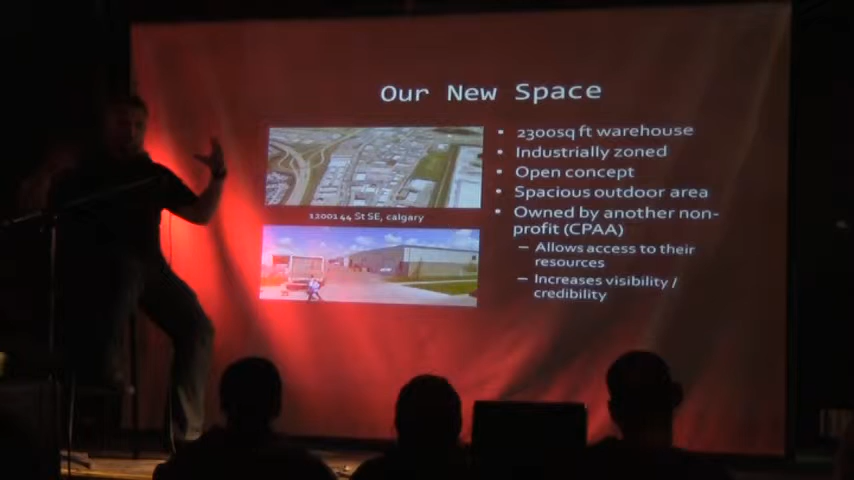 Our New Space
• 2300sq ft warehouse
• Industrially zoned
• Open concept
• Spacious outdoor area
• Owned by another non-
profit (CPAA)
– Allows access to their
resources
– Increases visibility /
credibility
11001 44 St SE, calgary